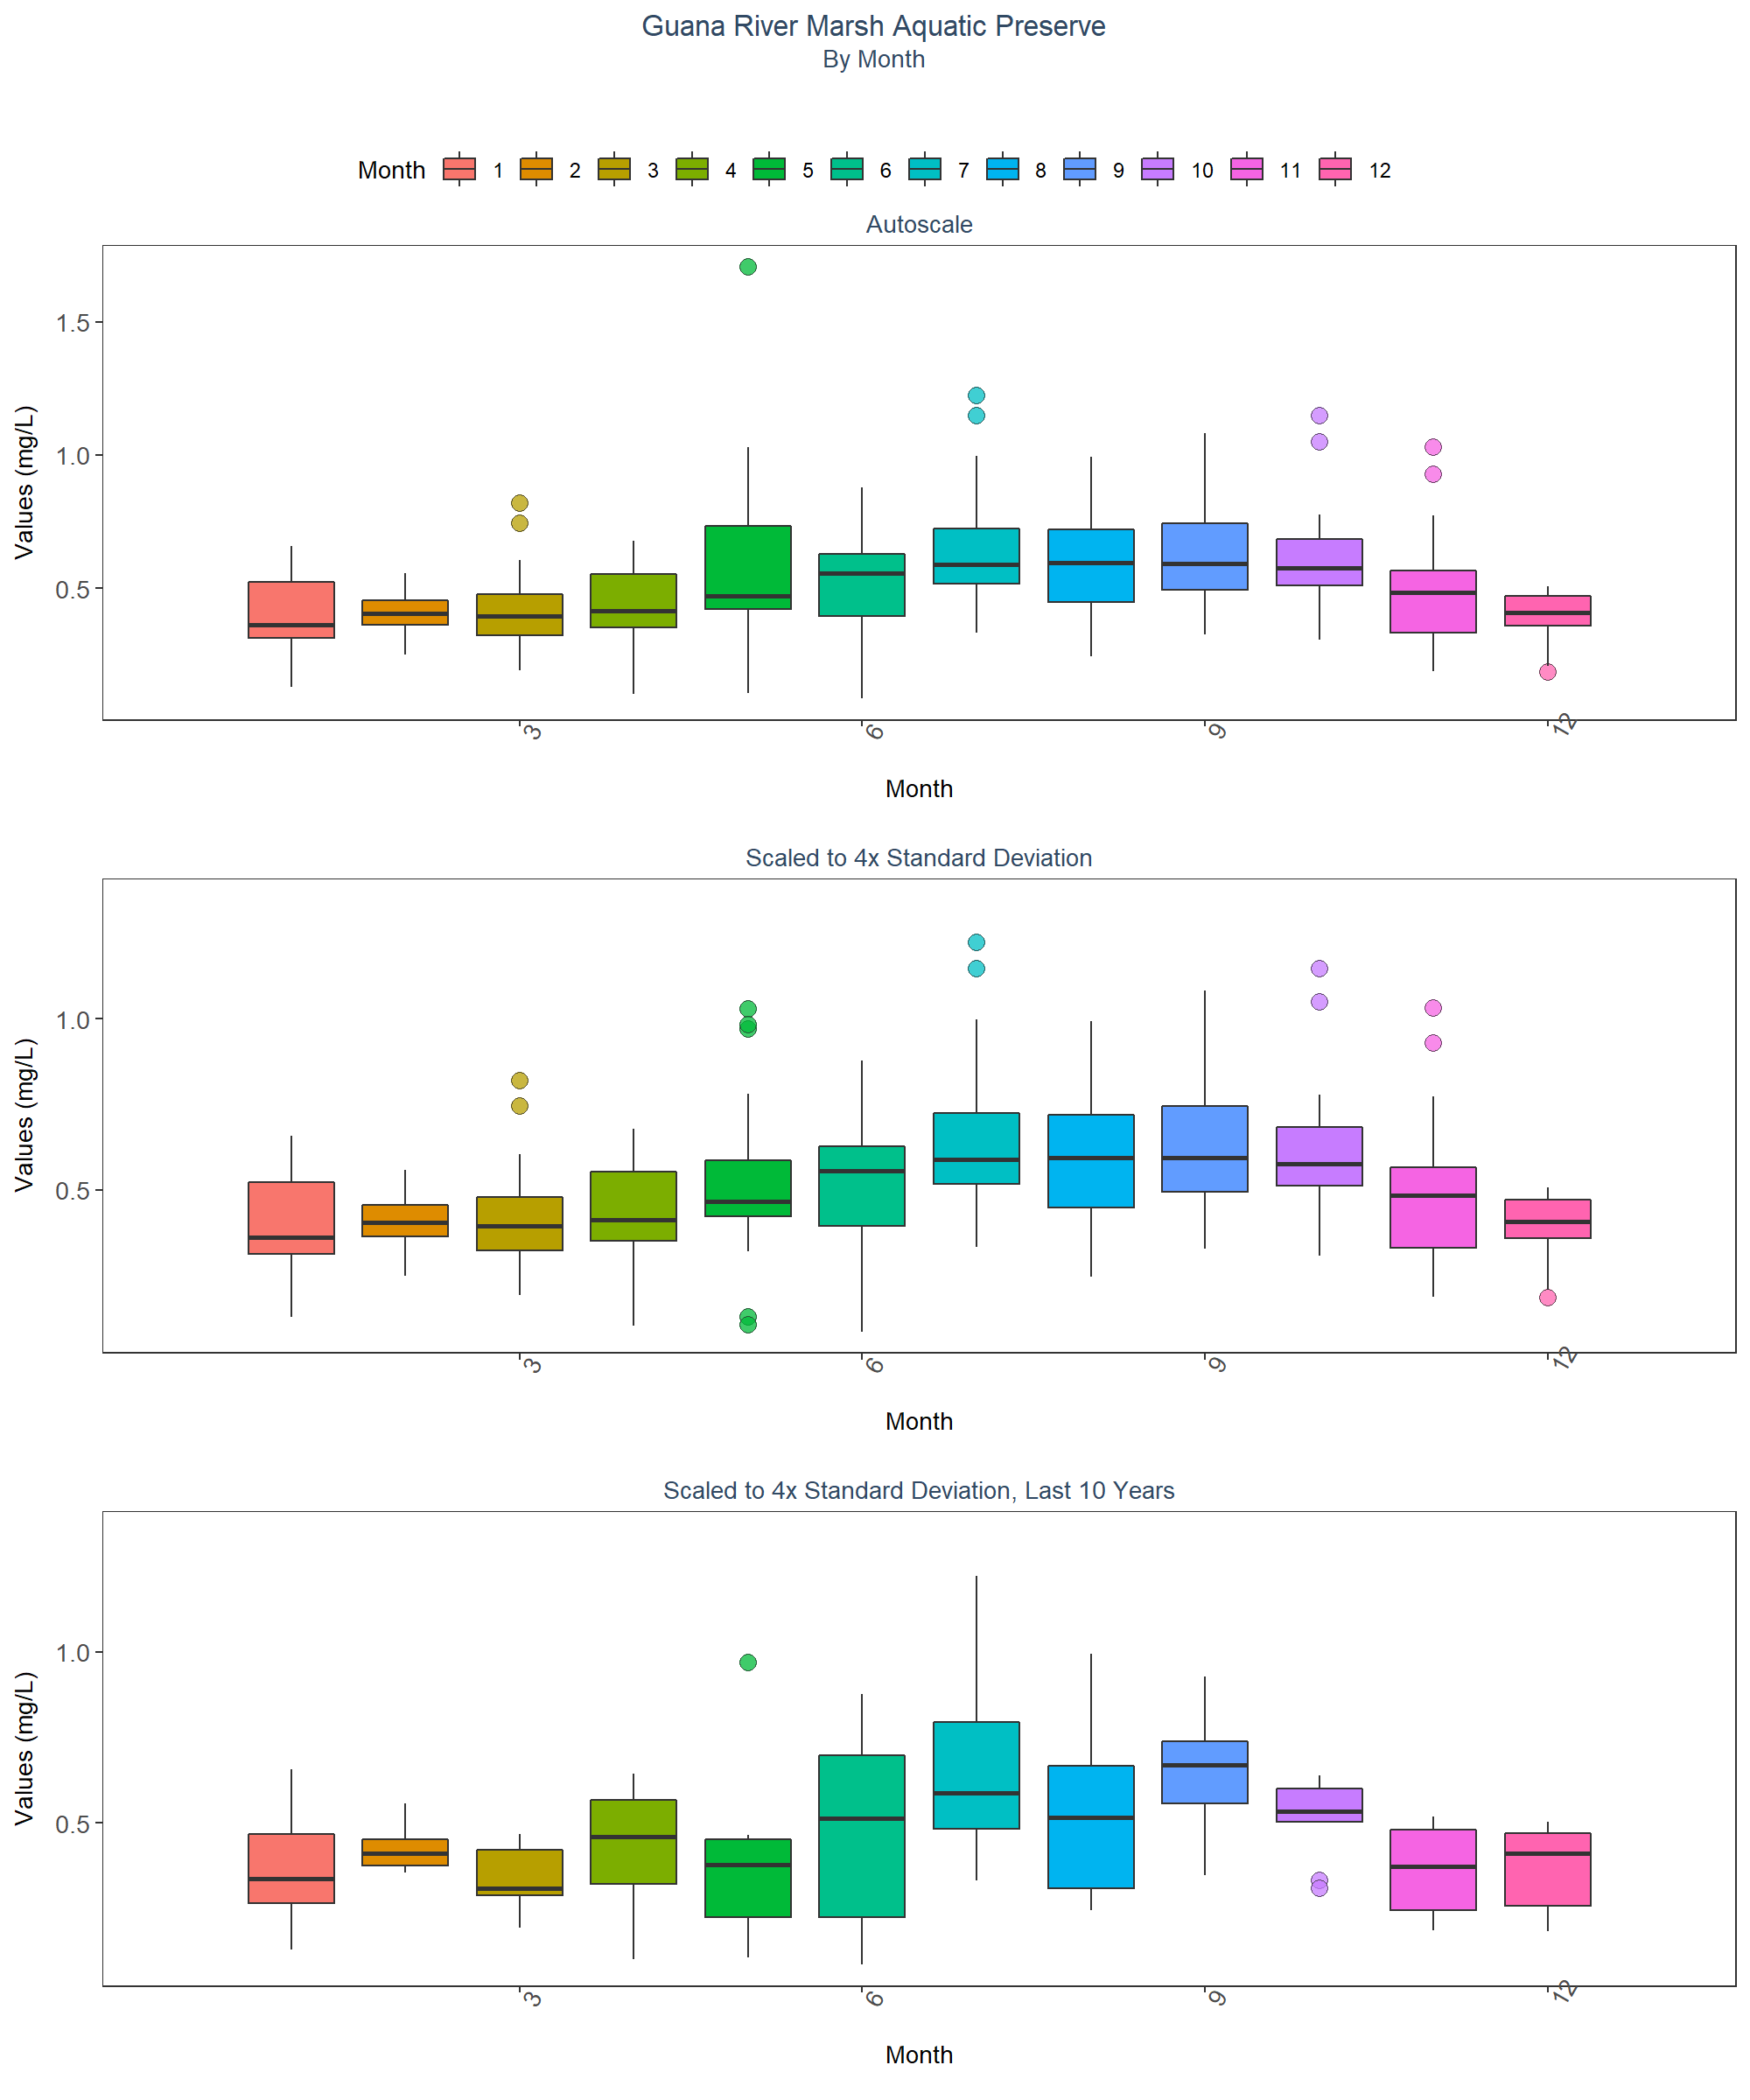 Guana River Marsh Aquatic Preserve
By Month
Month 1 2 3 4 5 6 7 8 9 10 11 12
Autoscale
Values (mg/L)
1.5
1.0
0.5
3 6 9 12
Month
Scaled to 4x Standard Deviation
Values (mg/L)
1.0
0.5
3 6 9 12
Month
Scaled to 4x Standard Deviation, Last 10 Years
Values (mg/L)
1.0
0.5
3 6 9 12
Month